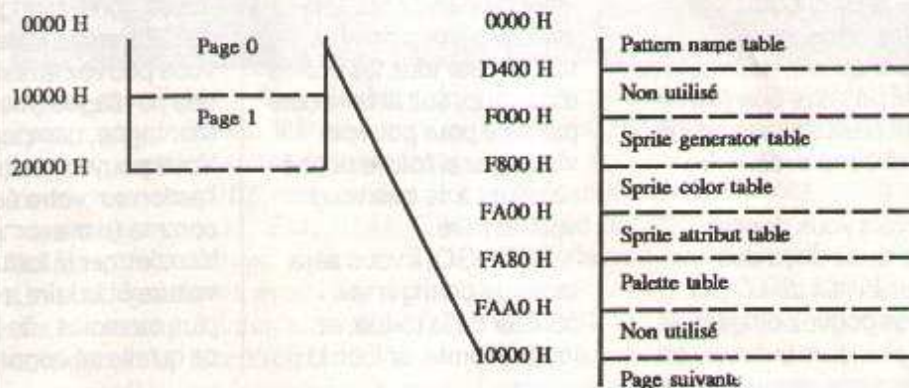 0000 H
Page 0
10000 H
Page 1
20000 H
0000 H
Pattern name table
D400 H
Non utilisé
F000 H
Sprite generator table
F800 H
Sprite color table
FA00 H
Sprite attribut table
FA80 H
Palette table
FAA0 H
Non utilisé
10000 H
Page suivante